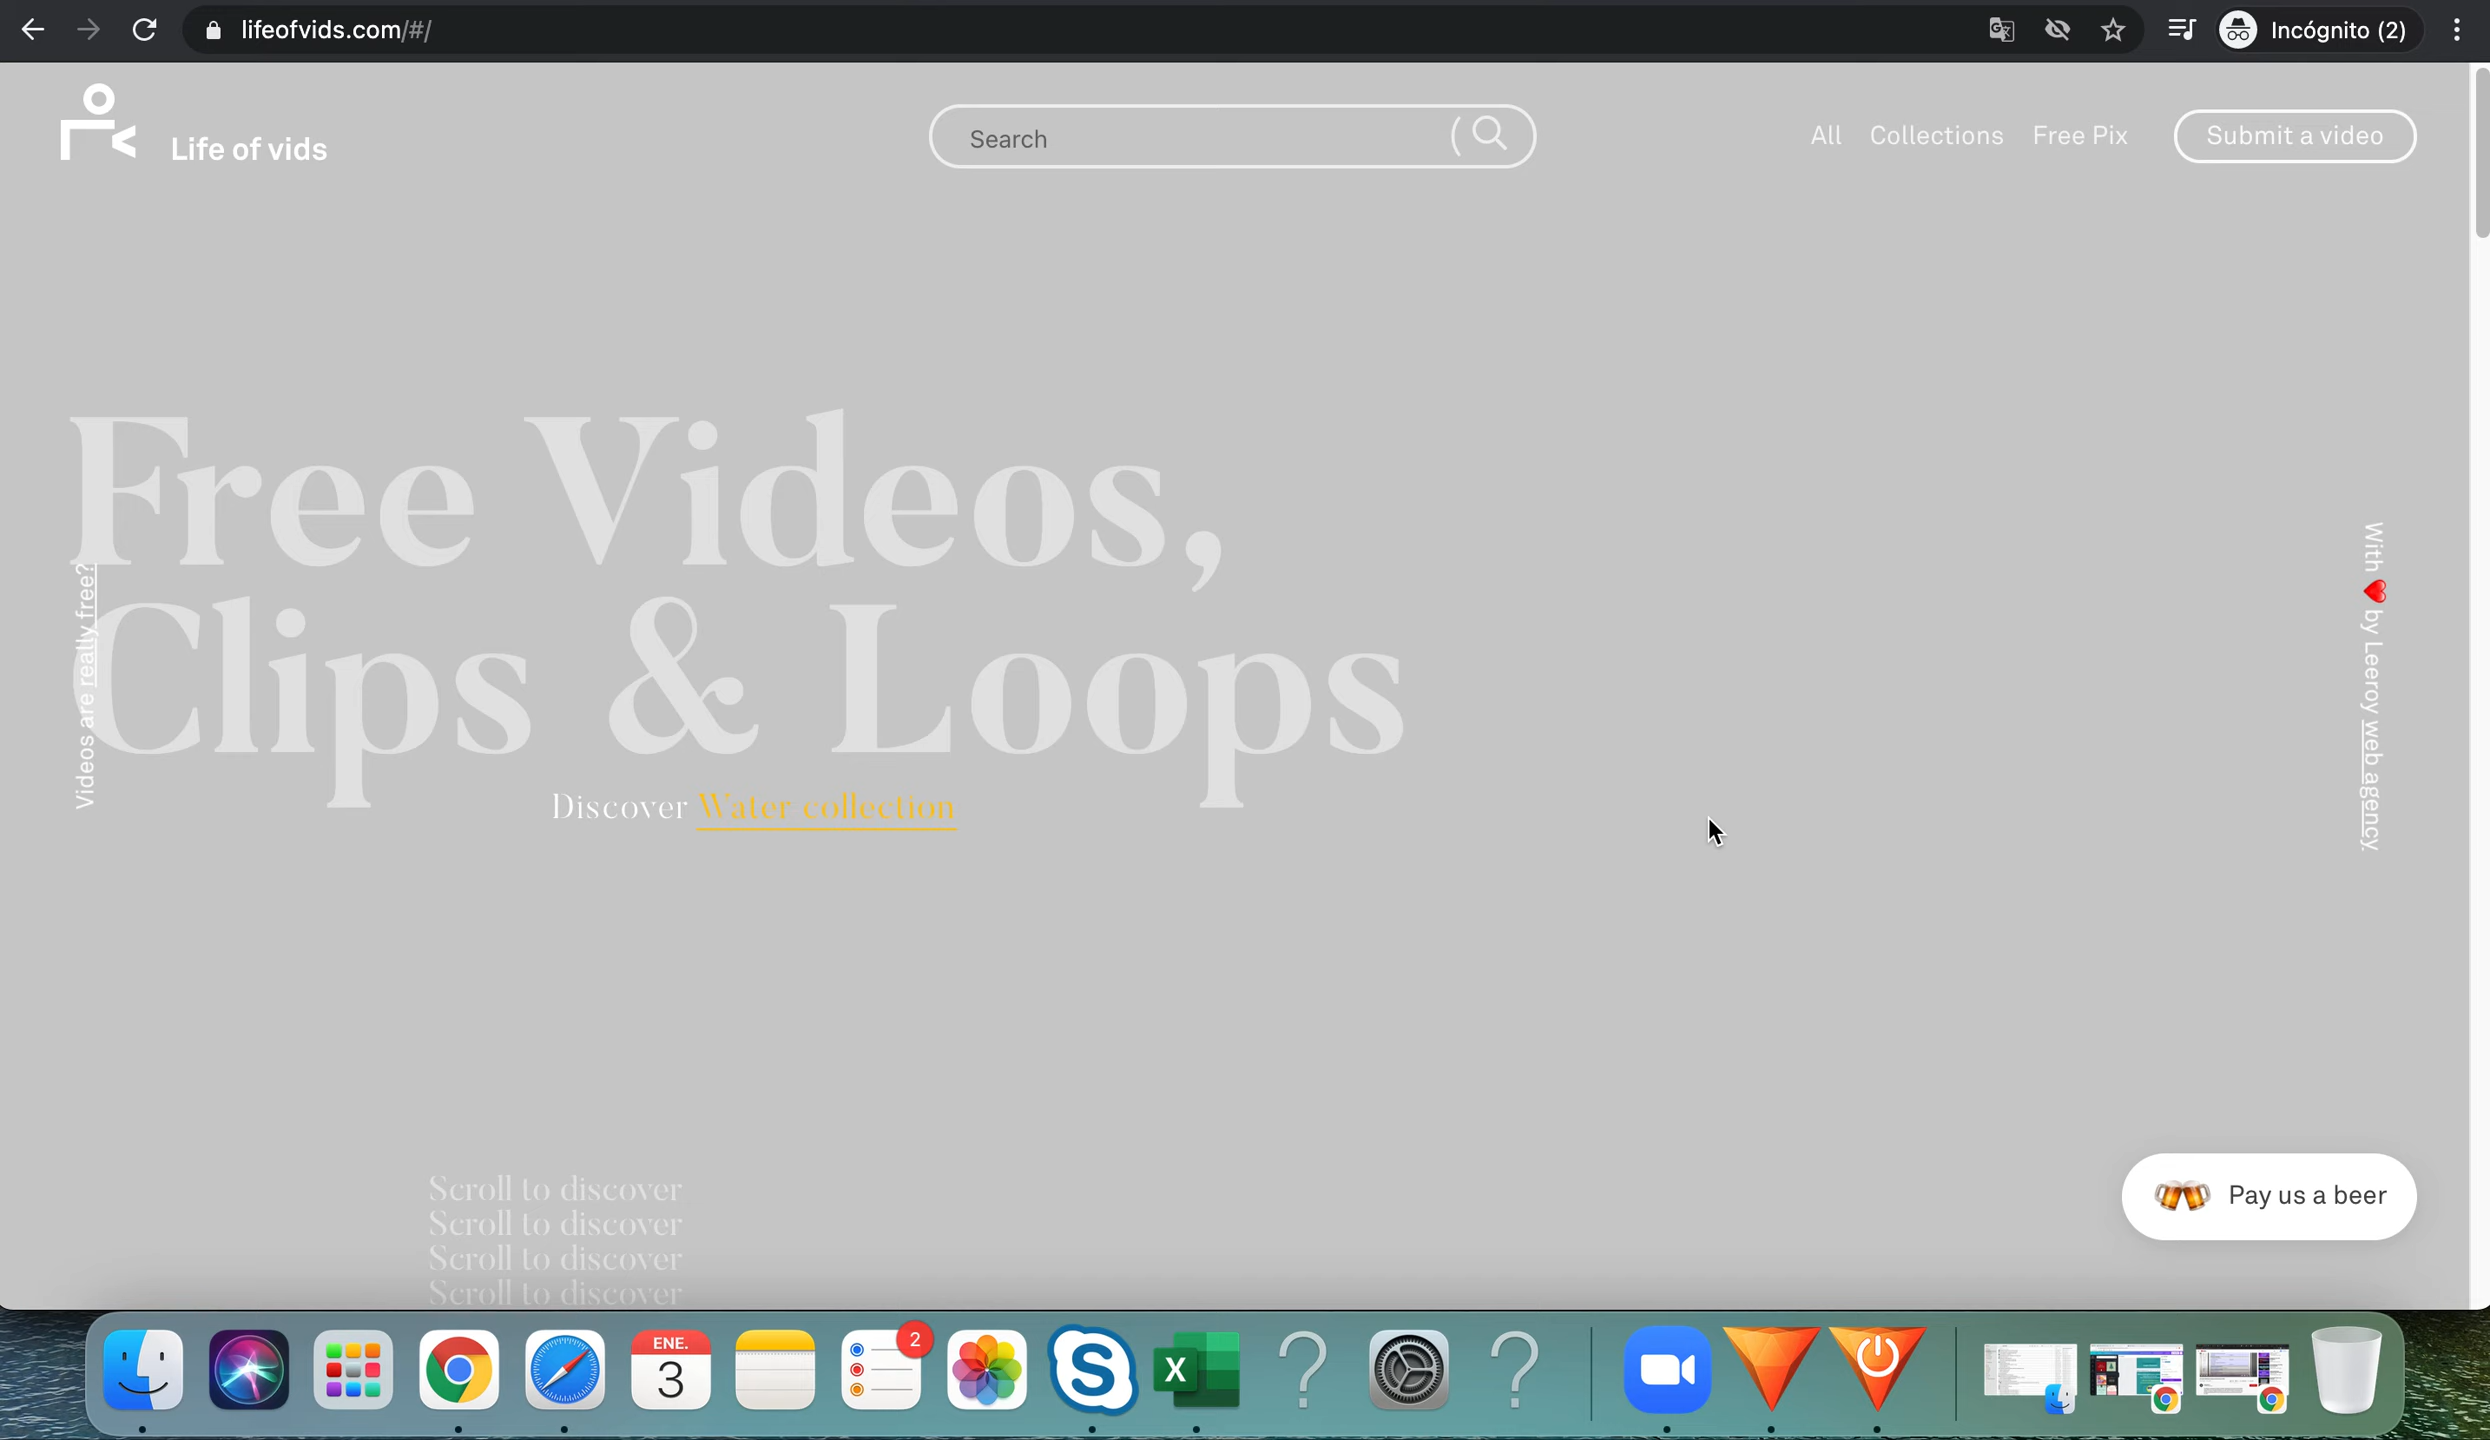 lifeofvids.com/#/
Incógnito (2)
Life of vids
Search
All Collections Free Pix Submit a video
Free Videos,
Clips & Loops
Videos are really free?
With ❤️ by Leeroy web agency.
Discover Water collection
Scroll to discover
Scroll to discover
Scroll to discover
Scroll to discover
Pay us a beer
ENE.
3
2
S
X